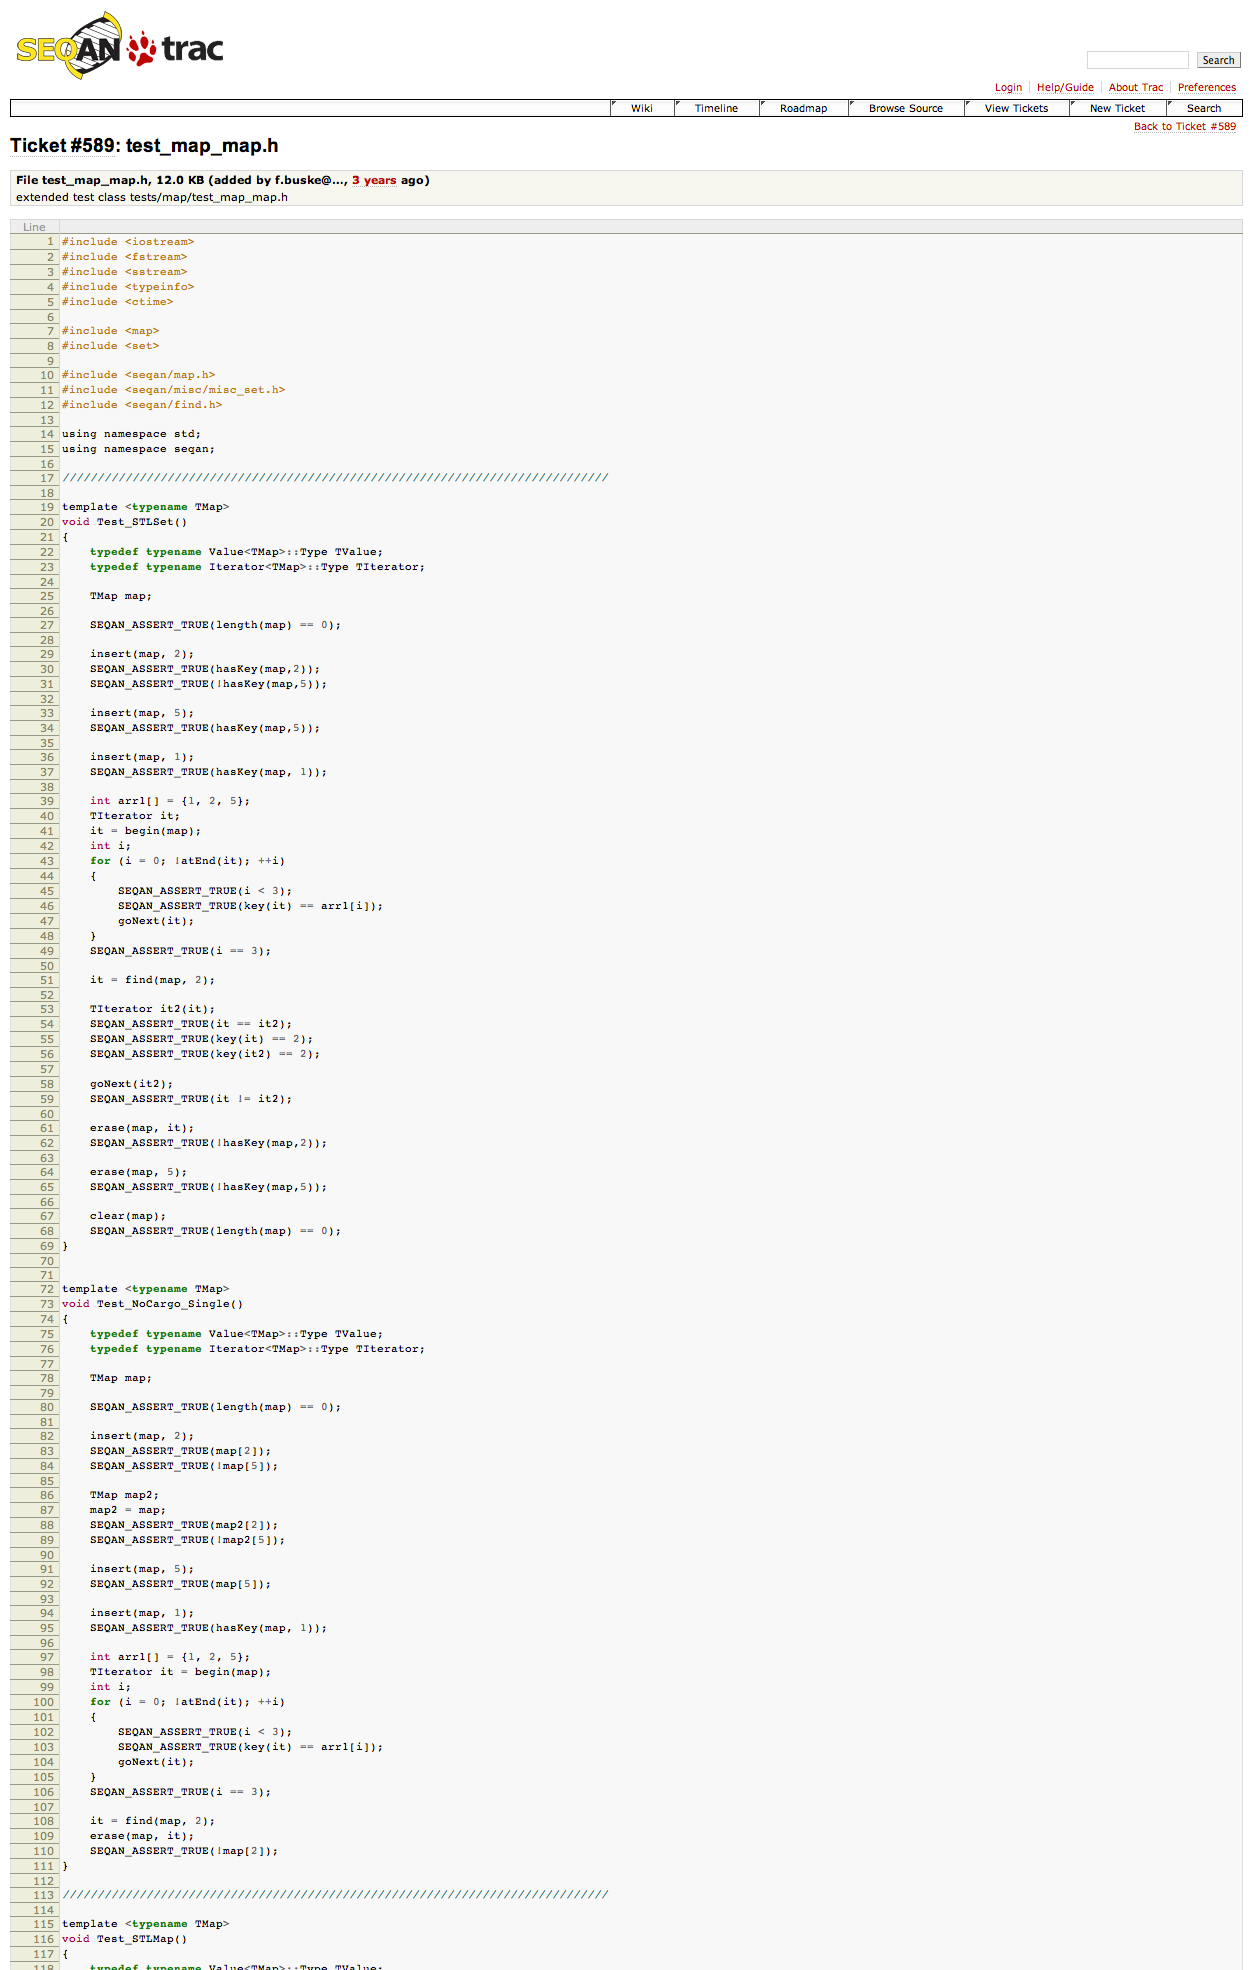 SEQAN trac
Search
Login Help/Guide About Trac Preferences
Wiki Timeline Roadmap Browse Source View Tickets New Ticket Search
Back to Ticket #589
Ticket #589: test_map_map.h
File test_map_map.h, 12.0 KB (added by f.buske@..., 3 years ago)
extended test class tests/map/test_map_map.h
Line
1 #include <iostream>
2 #include <fstream>
3 #include <sstream>
4 #include <typeinfo>
5 #include <ctime>
6
7 #include <map>
8 #include <set>
9
10 #include <seqan/map.h>
11 #include <seqan/misc/misc_set.h>
12 #include <seqan/find.h>
13
14 using namespace std;
15 using namespace seqan;
16
17 //////////////////////////////////////////////////////////////////////////////
18
19 template <typename TMap>
20 void Test_STLSet()
21 {
22     typedef typename Value<TMap>::Type TValue;
23     typedef typename Iterator<TMap>::Type TIterator;
24
25     TMap map;
26
27     SEQAN_ASSERT_TRUE(length(map) == 0);
28
29     insert(map, 2);
30     SEQAN_ASSERT_TRUE(hasKey(map,2));
31     SEQAN_ASSERT_TRUE(!hasKey(map,5));
32
33     insert(map, 5);
34     SEQAN_ASSERT_TRUE(hasKey(map,5));
35
36     insert(map, 1);
37     SEQAN_ASSERT_TRUE(hasKey(map, 1));
38
39     int arr1[] = {1, 2, 5};
40     TIterator it;
41     it = begin(map);
42     int i;
43     for (i = 0; !atEnd(it); ++i)
44     {
45         SEQAN_ASSERT_TRUE(i < 3);
46         SEQAN_ASSERT_TRUE(key(it) == arr1[i]);
47         goNext(it);
48     }
49     SEQAN_ASSERT_TRUE(i == 3);
50
51     it = find(map, 2);
52
53     TIterator it2(it);
54     SEQAN_ASSERT_TRUE(it == it2);
55     SEQAN_ASSERT_TRUE(key(it) == 2);
56     SEQAN_ASSERT_TRUE(key(it2) == 2);
57
58     goNext(it2);
59     SEQAN_ASSERT_TRUE(it != it2);
60
61     erase(map, it);
62     SEQAN_ASSERT_TRUE(!hasKey(map,2));
63
64     erase(map, 5);
65     SEQAN_ASSERT_TRUE(!hasKey(map,5));
66
67     clear(map);
68     SEQAN_ASSERT_TRUE(length(map) == 0);
69 }
70
71
72 template <typename TMap>
73 void Test_NoCargo_Single()
74 {
75     typedef typename Value<TMap>::Type TValue;
76     typedef typename Iterator<TMap>::Type TIterator;
77
78     TMap map;
79
80     SEQAN_ASSERT_TRUE(length(map) == 0);
81
82     insert(map, 2);
83     SEQAN_ASSERT_TRUE(map[2]);
84     SEQAN_ASSERT_TRUE(!map[5]);
85
86     TMap map2;
87     map2 = map;
88     SEQAN_ASSERT_TRUE(map2[2]);
89     SEQAN_ASSERT_TRUE(!map2[5]);
90
91     insert(map, 5);
92     SEQAN_ASSERT_TRUE(map[5]);
93
94     insert(map, 1);
95     SEQAN_ASSERT_TRUE(hasKey(map, 1));
96
97     int arr1[] = {1, 2, 5};
98     TIterator it = begin(map);
99     int i;
100     for (i = 0; !atEnd(it); ++i)
101     {
102         SEQAN_ASSERT_TRUE(i < 3);
103         SEQAN_ASSERT_TRUE(key(it) == arr1[i]);
104         goNext(it);
105     }
106     SEQAN_ASSERT_TRUE(i == 3);
107
108     it = find(map, 2);
109     erase(map, it);
110     SEQAN_ASSERT_TRUE(!map[2]);
111 }
112
113 //////////////////////////////////////////////////////////////////////////////
114
115 template <typename TMap>
116 void Test_STLMap()
117 {
118     typedef typename Value<TMap>::Type TValue;